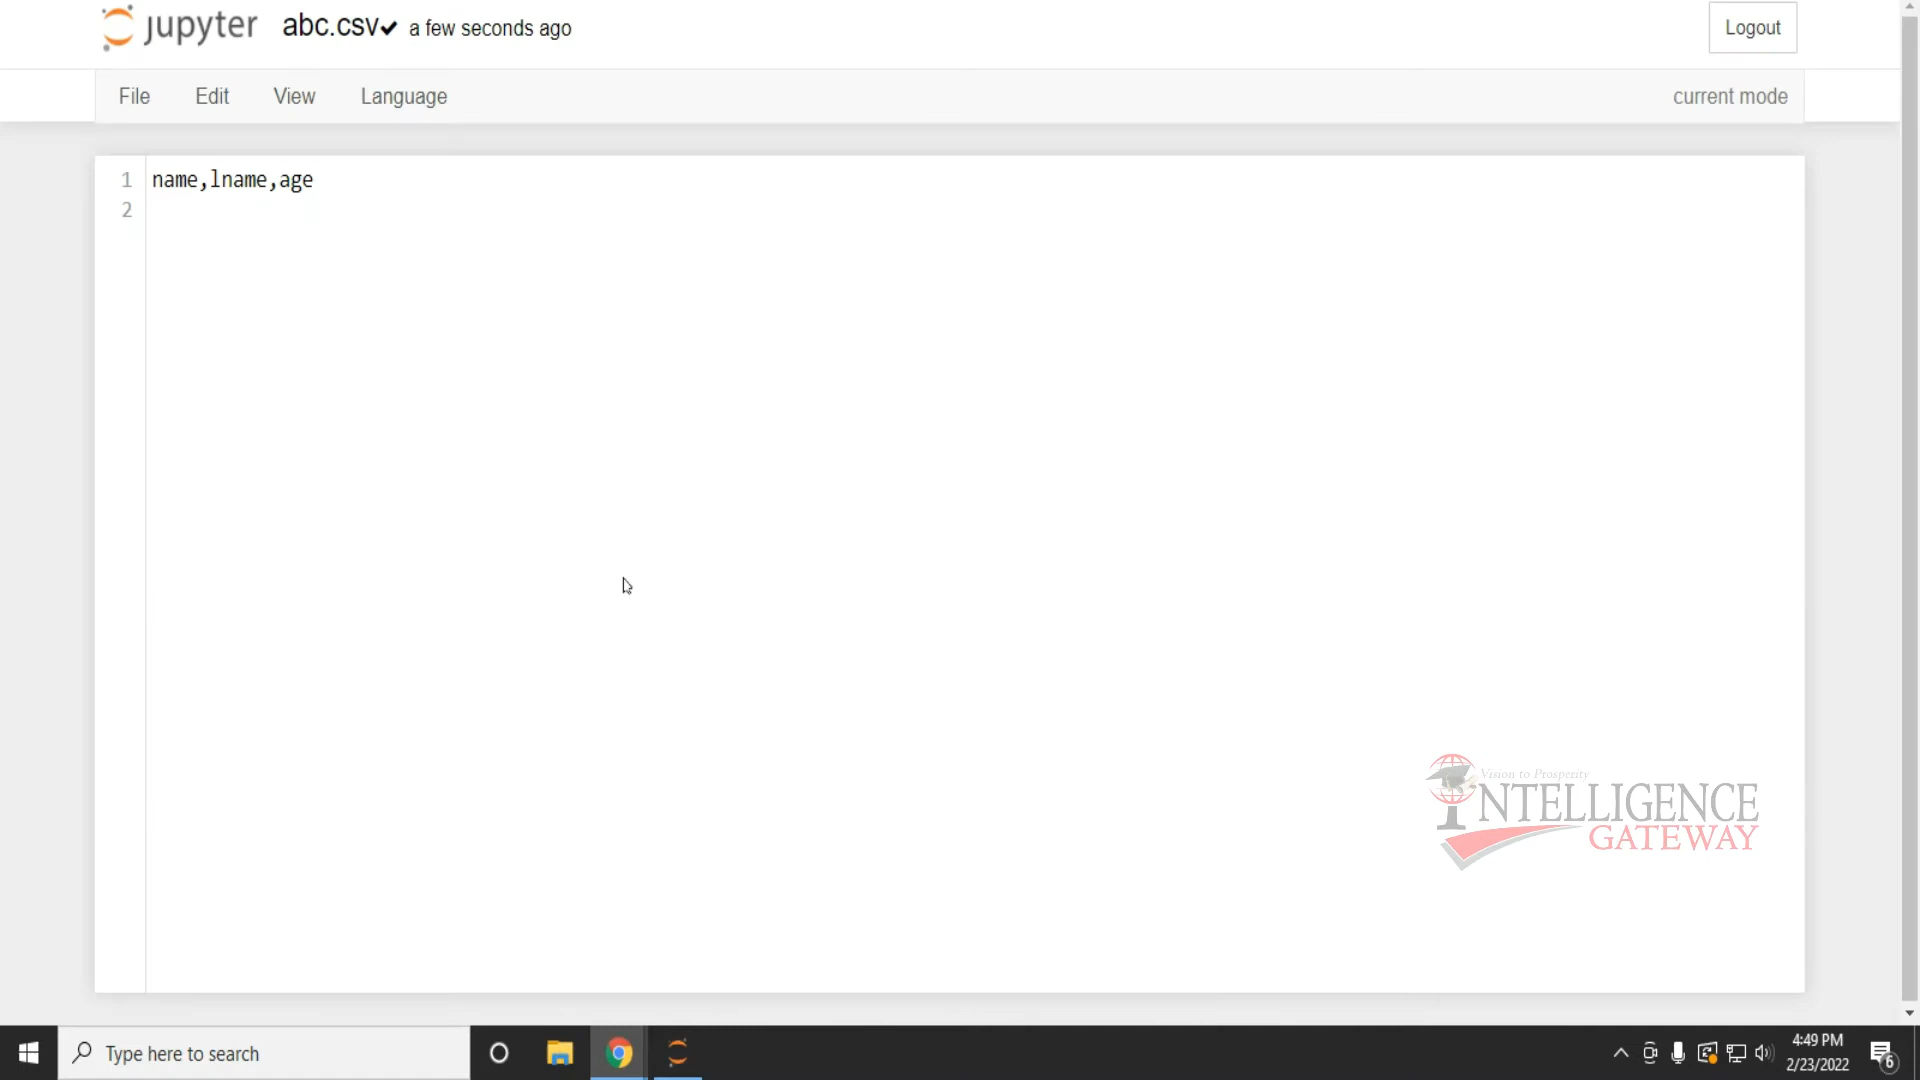 jupyter abc.csv✔ a few seconds ago Logout
File Edit View Language current mode
1 name,lname,age
2
Vision to Prosperity
INTELLIGENCE
GATEWAY
Type here to search
4:49 PM
2/23/2022
6